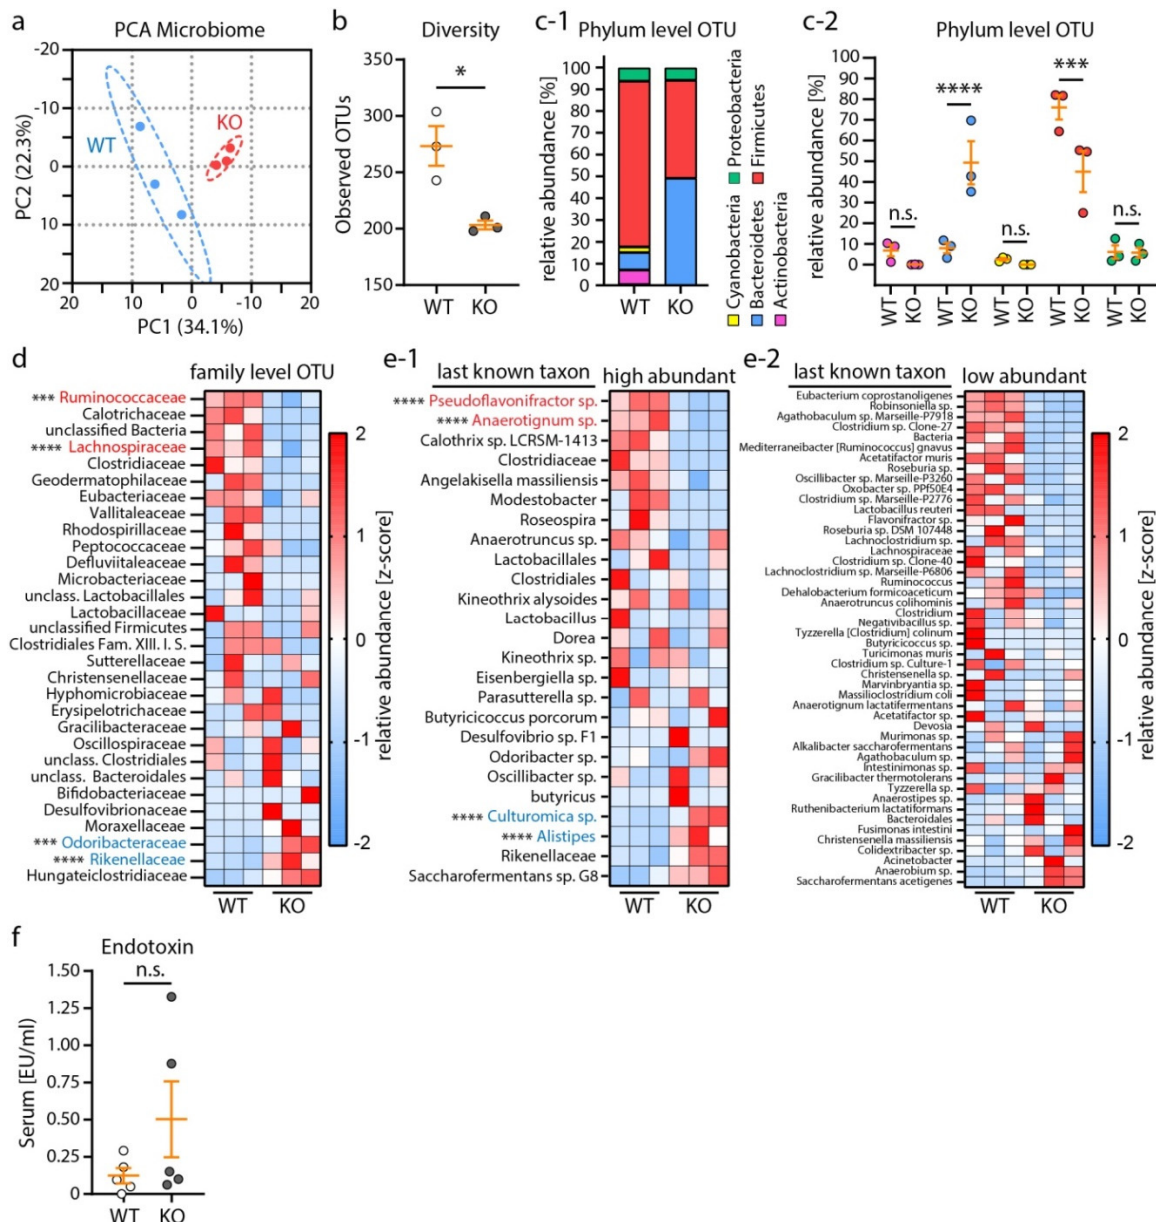 a
PCA Microbiome
-20
-10
0
10
20
PC2 (22.3%)
WT
KO
20 10 0 -10 20
PC1 (34.1%)
b
Diversity
*
350
300
250
200
150
Observed OTUs
WT KO
c-1
Phylum level OTU
100
90
80
70
60
50
40
30
20
10
0
relative abundance [%]
WT KO
Proteobacteria
Firmicutes
Cyanobacteria
Bacteroidetes
Actinobacteria
c-2
Phylum level OTU
100
90
80
70
60
50
40
30
20
10
0
relative abundance [%]
n.s. **** n.s. *** n.s.
WT KO WT KO WT KO WT KO WT KO
d
family level OTU
*** Ruminococcaceae
Calotrichaceae
unclassified Bacteria
**** Lachnospiraceae
Clostridiaceae
Geodermatophilaceae
Eubacteriaceae
Vallitaleaceae
Rhodospirillaceae
Peptococcaceae
Defluviitaleaceae
Microbacteriaceae
unclass. Lactobacillales
Lactobacillaceae
unclassified Firmicutes
Clostridiales Fam. XIII. I. S.
Sutterellaceae
Christensenellaceae
Hyphomicrobiaceae
Erysipelotrichaceae
Gracilibacteraceae
Oscillospiraceae
unclass. Clostridiales
unclass. Bacteroidales
Bifidobacteriaceae
Desulfovibrionaceae
Moraxellaceae
*** Odoribacteraceae
**** Rikenellaceae
Hungateiclostridiaceae
WT KO
2
1
0
-1
-2
relative abundance [z-score]
e-1
last known taxon
high abundant
**** Pseudoflavonifractor sp.
**** Anaerotignum sp.
Calothrix sp. LCRSM-1413
Clostridiaceae
Angelakisella massiliensis
Modestobacter
Roseospira
Anaerotruncus sp.
Lactobacillales
Clostridiales
Kineothrix alysoides
Lactobacillus
Dorea
Kineothrix sp.
Eisenbergiella sp.
Parasutterella sp.
Butyricicoccus porcorum
Desulfovibrio sp. F1
Odoribacter sp.
Oscillibacter sp.
butyricus
**** Culturomica sp.
**** Alistipes
Rikenellaceae
Saccharofermentans sp. G8
WT KO
e-2
last known taxon
low abundant
Eubacterium coprostanoligenes
Robinsoniella sp.
Agathobaculum sp. Marseille-P7918
Clostridium sp. Clone-27
Bacteria
Mediterraneibacter [Ruminococcus] gnavus
Acetatifactor muris
Roseburia sp.
Oscillibacter sp. Marseille-P3260
Oxobacter sp. PPf50E4
Clostridium sp. Marseille-P2776
Lactobacillus reuteri
Flavonifractor sp.
Roseburia sp. DSM 107448
Lachnoclostridium sp.
Lachnospiraceae
Clostridium sp. Clone-40
Lachnoclostridium sp. Marseille-P6806
Ruminococcus
Dehalobacterium formicoaceticum
Anaerotruncus colihominis
Clostridium
Negativibacillus sp.
Tyzzerella [Clostridium] colinum
Butyricicoccus sp.
Turicimonas muris
Clostridium sp. Culture-1
Christensenella sp.
Marvinbryantia sp.
Massilioclostridium coli
Anaerotignum lactatifermentans
Acetatifactor sp.
Devosia
Murimonas sp.
Alkalibacter saccharofermentans
Agathobaculum sp.
Intestinimonas sp.
Gracilibacter thermotolerans
Tyzzerella sp.
Anaerostipes sp.
Ruthenibacterium lactatiformans
Bacteroidales
Fusimonas intestini
Christensenella massiliensis
Colidextribacter sp.
Acinetobacter
Anaerobium sp.
Saccharofermentans acetigenes
WT KO
2
1
0
-1
-2
relative abundance [z-score]
f
Endotoxin
n.s.
1.50
1.25
1.00
0.75
0.50
0.25
0
Serum [EU/ml]
WT KO